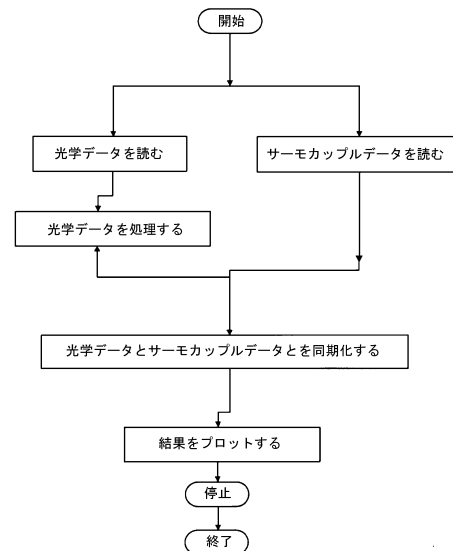 開始
光学データを読む
サーモカップルデータを読む
光学データを処理する
光学データとサーモカップルデータとを同期化する
結果をプロットする
停止
終了